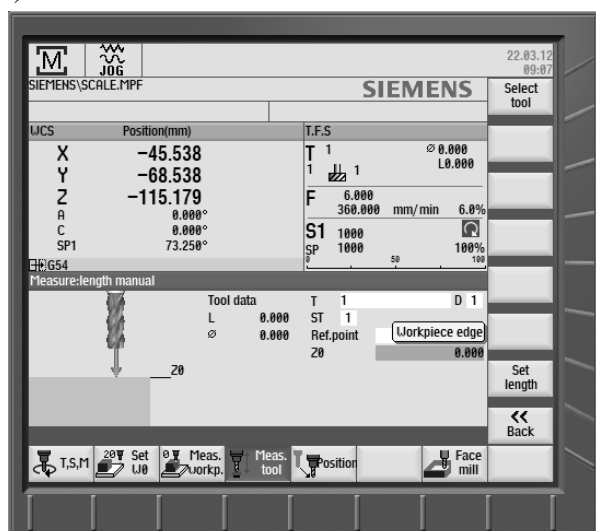 M
JOG
22.03.12
09:07
SIEMENS\SCALE.MPF
SIEMENS
Select
tool
WCS Position(mm) T.F.S
X -45.538
Y -68.538
Z -115.179
A 0.000°
C 0.000°
SP1 73.250°
G54
T 1 ∅ 0.000
1 1 L0.000
F 6.000
360.000 mm/min 6.0%
S1 1000
SP 1000 100%
0 50 100
Measure:length manual
Tool data T 1 D 1
L 0.000 ST 1
∅ 0.000 Ref.point Workpiece edge
Z0 0.000
Z0
Set
length
<<
Back
T,S,M
Set
W0
Meas.
workp.
Meas.
tool
Position
Face
mill